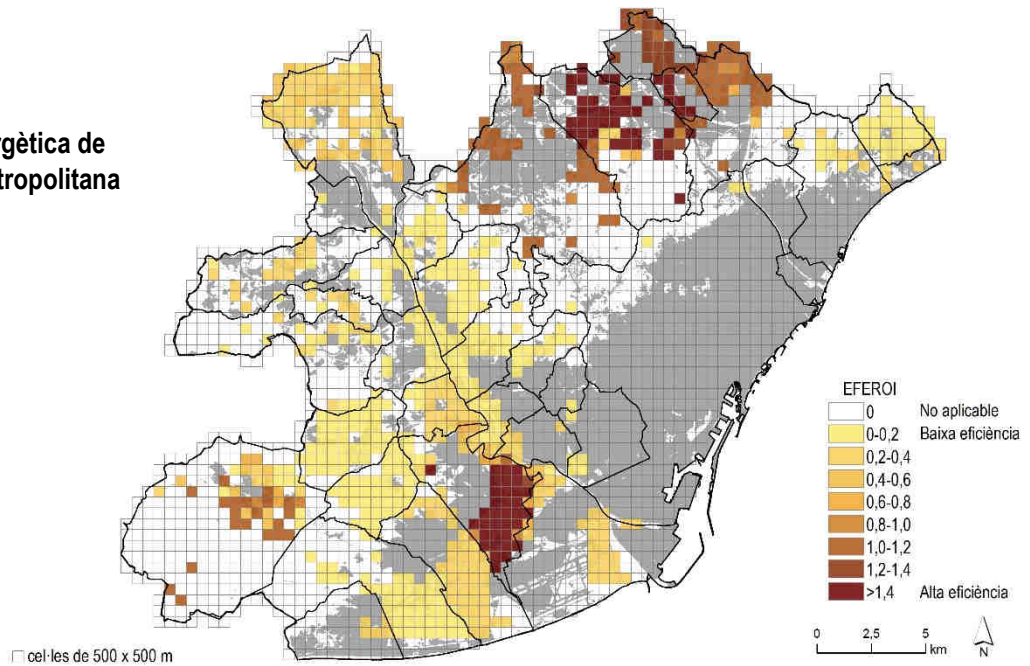 rgètica de
tropolitana
EFEROI
0 No aplicable
0-0,2 Baixa eficiència
0,2-0,4
0,4-0,6
0,6-0,8
0,8-1,0
1,0-1,2
1,2-1,4
>1,4 Alta eficiència
0 2,5 5
km
N
cel·les de 500 x 500 m